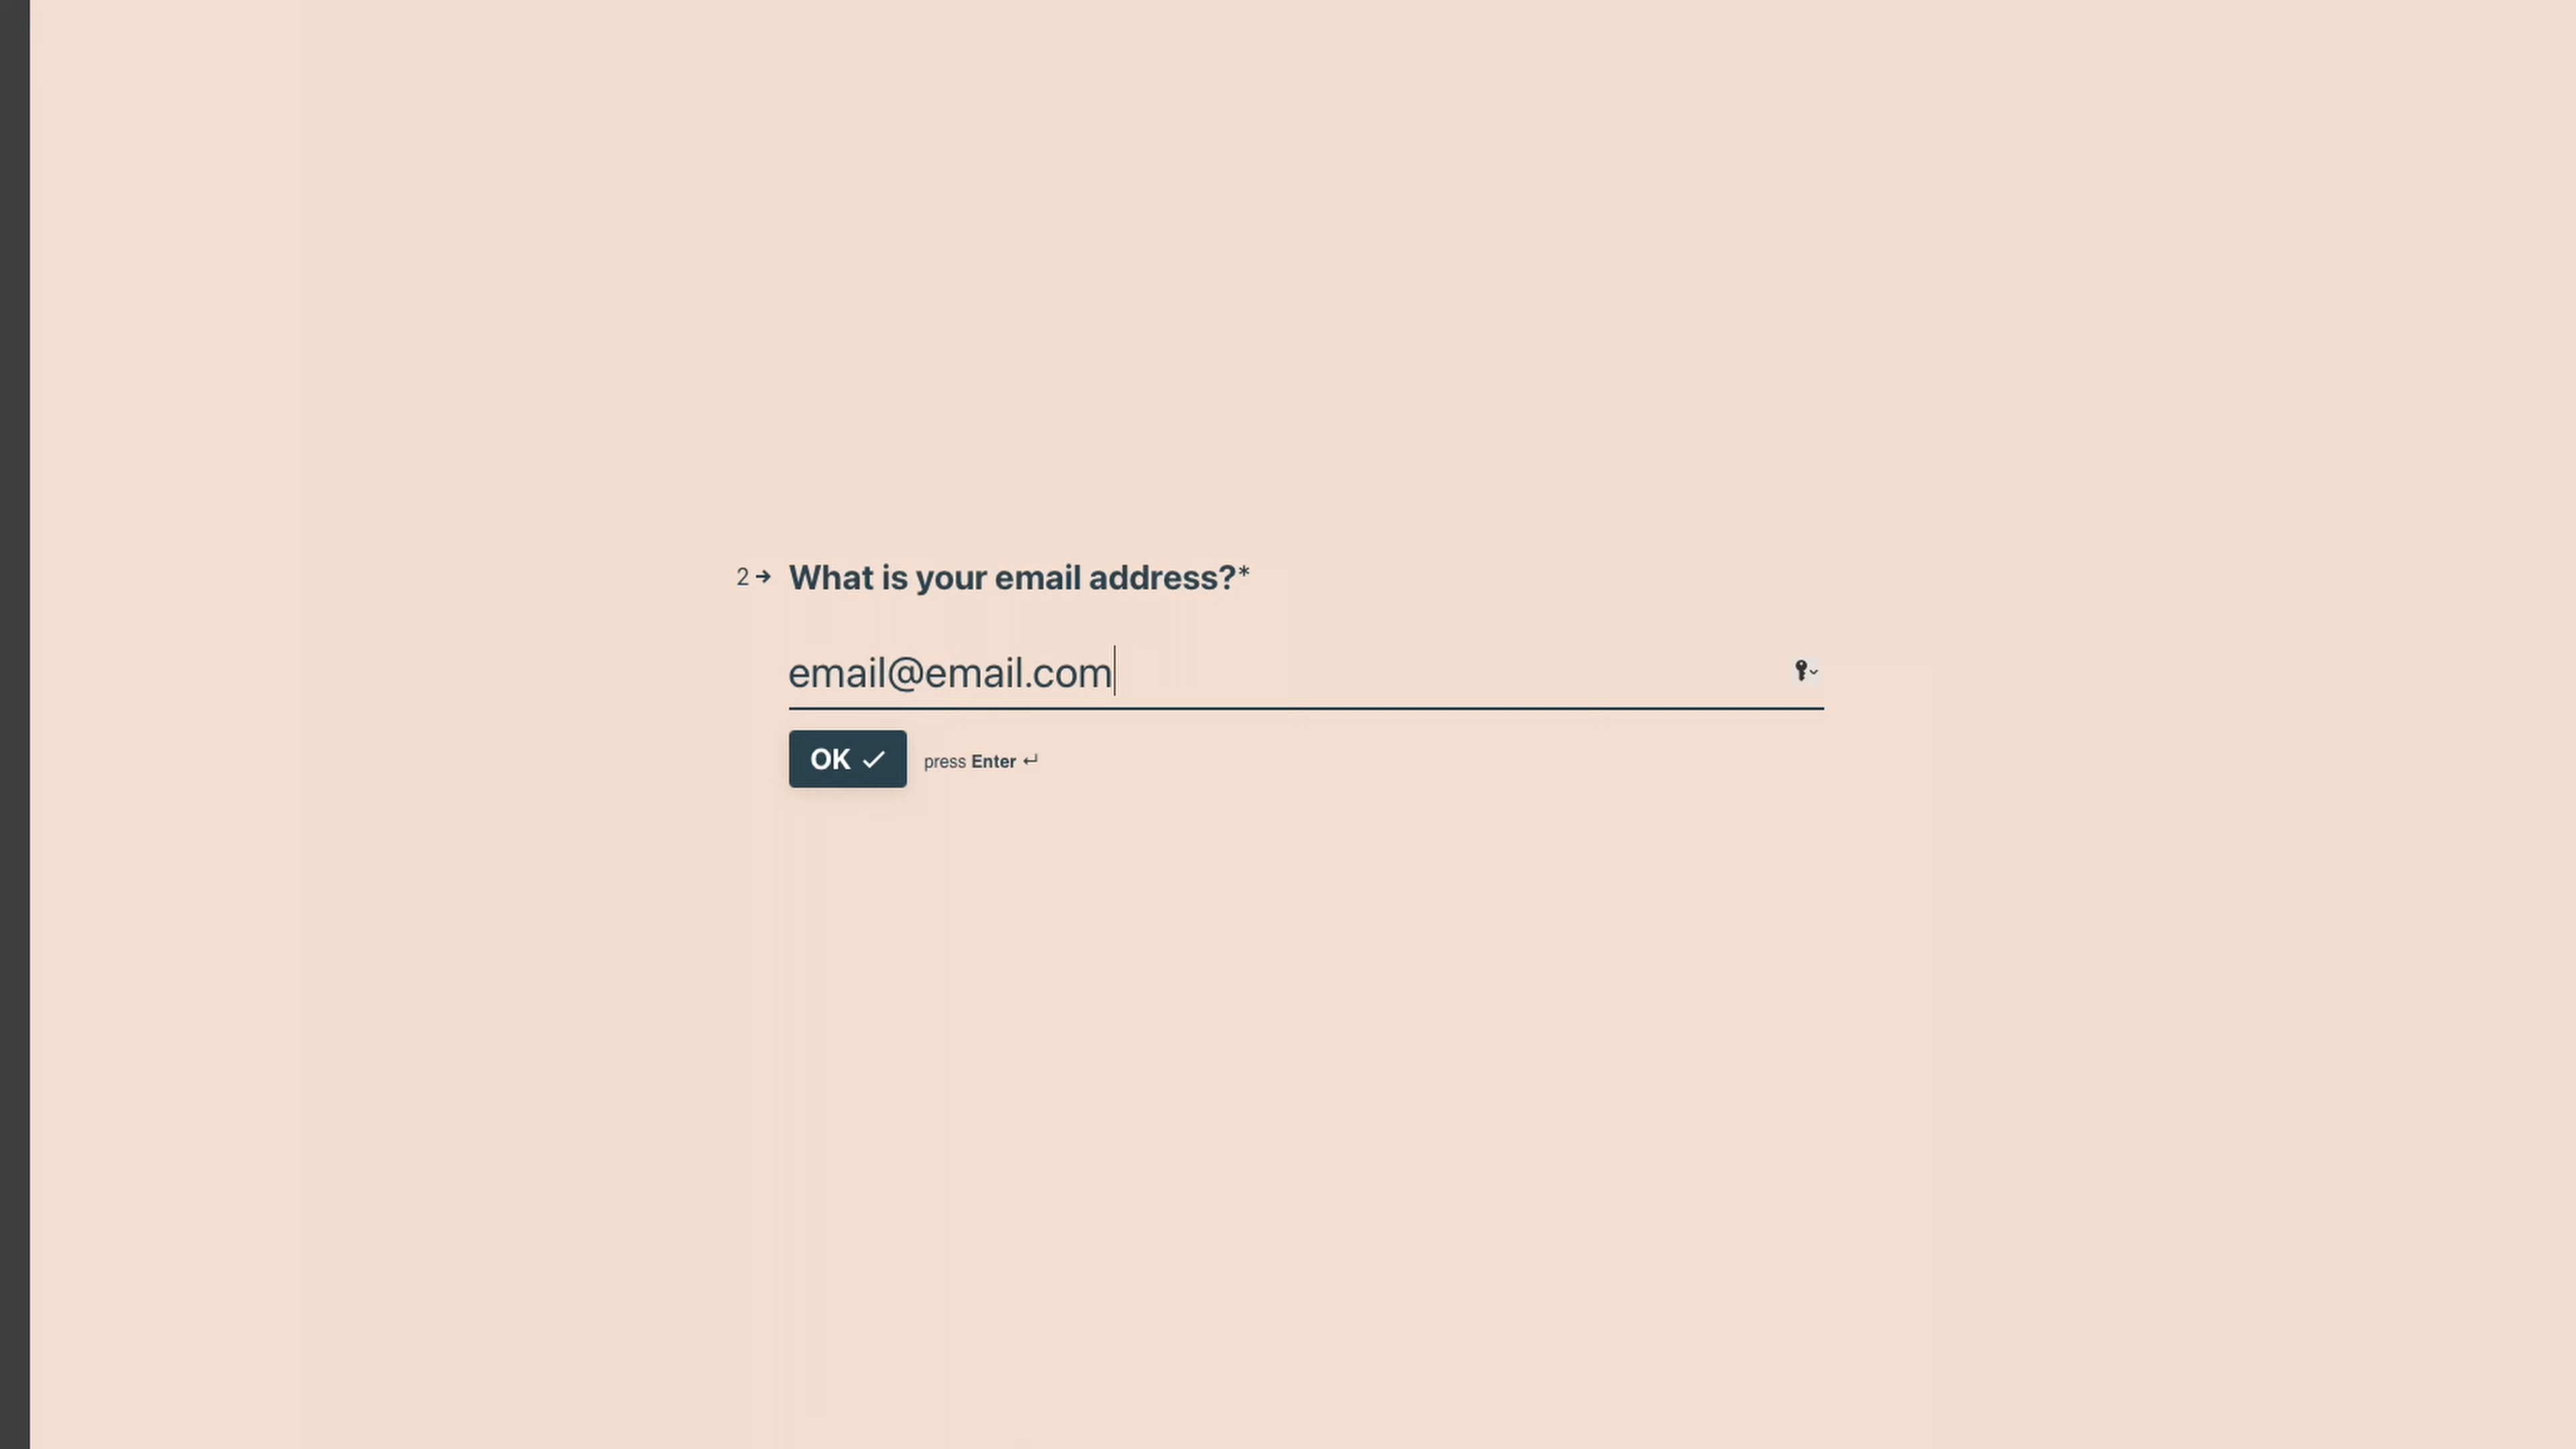 2 → What is your email address?*
email@email.com
OK ✓ press Enter ↵